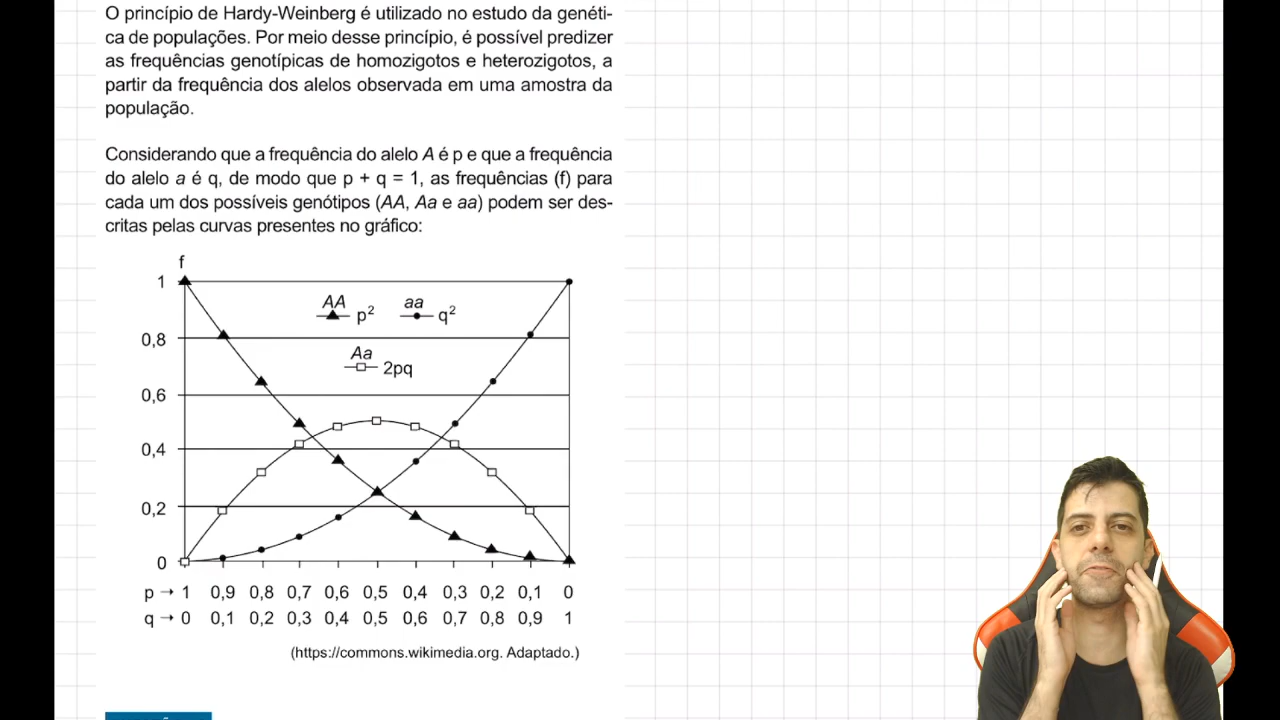 O princípio de Hardy-Weinberg é utilizado no estudo da genéti-
ca de populações. Por meio desse princípio, é possível predizer
as frequências genotípicas de homozigotos e heterozigotos, a
partir da frequência dos alelos observada em uma amostra da
população.
Considerando que a frequência do alelo A é p e que a frequência
do alelo a é q, de modo que p + q = 1, as frequências (f) para
cada um dos possíveis genótipos (AA, Aa e aa) podem ser des-
critas pelas curvas presentes no gráfico:
f
1
AA aa
p² q²
0,8
Aa
2pq
0,6
0,4
0,2
0
p → 1 0,9 0,8 0,7 0,6 0,5 0,4 0,3 0,2 0,1 0
q → 0 0,1 0,2 0,3 0,4 0,5 0,6 0,7 0,8 0,9 1
(https://commons.wikimedia.org. Adaptado.)